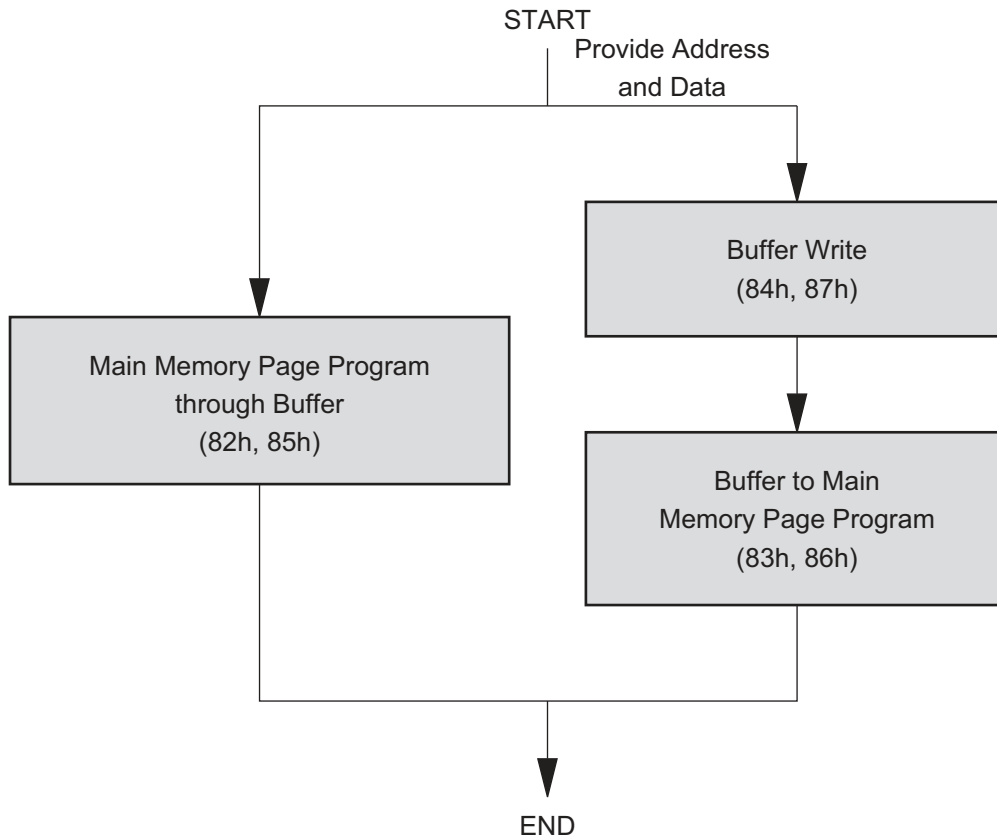 START
Provide Address
and Data
Buffer Write
(84h, 87h)
Main Memory Page Program
through Buffer
(82h, 85h)
Buffer to Main
Memory Page Program
(83h, 86h)
END